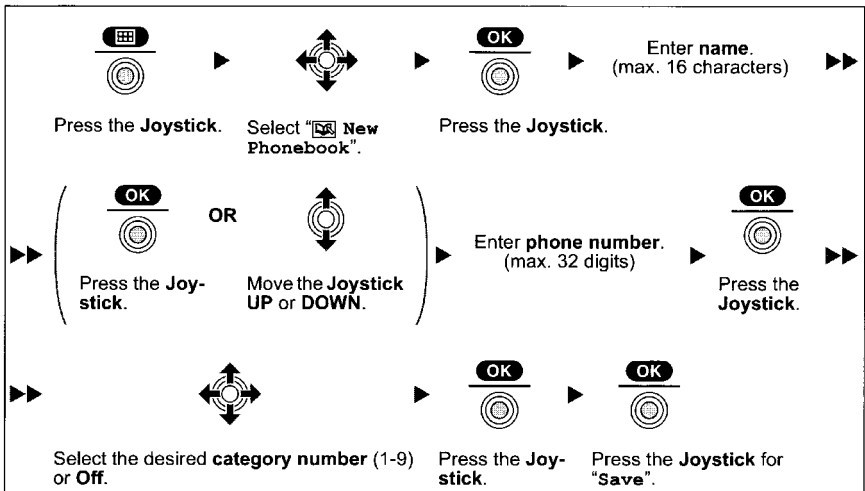 OK
Enter name.
(max. 16 characters)
Press the Joystick.
Select “ New
Phonebook”.
Press the Joystick.
OK
Press the Joy-
stick.
OR
Move the Joystick
UP or DOWN.
Enter phone number.
(max. 32 digits)
OK
Press the
Joystick.
Select the desired category number (1-9)
or Off.
OK
Press the Joy-
stick.
OK
Press the Joystick for
“Save”.